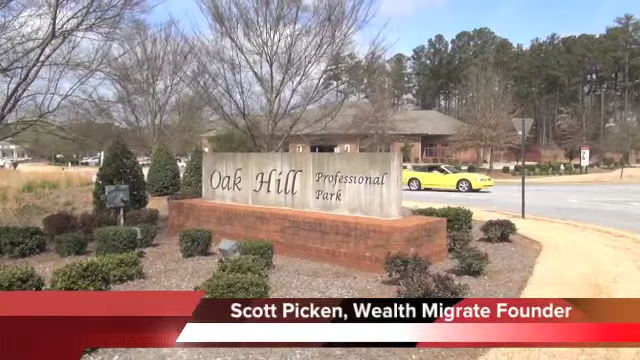 Oak Hill Professional
Park
Scott Picken, Wealth Migrate Founder